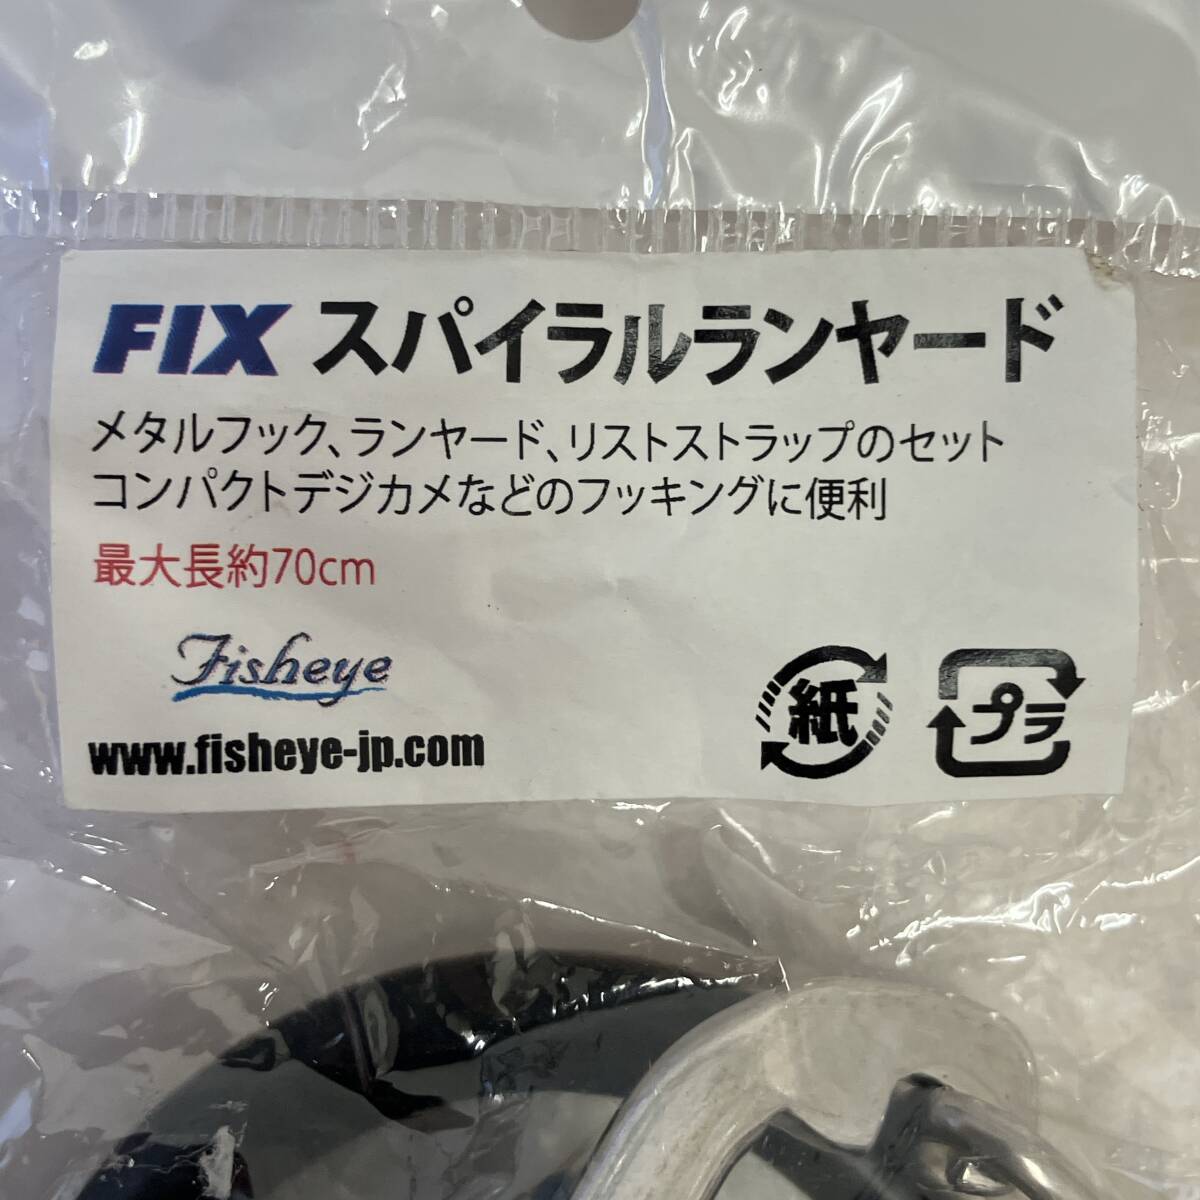 FIX スパイラルランヤード
メタルフック、ランヤード、リストストラップのセット
コンパクトデジカメなどのフッキングに便利
最大長約70cm
Fisheye
www.fisheye-jp.com
紙
プラ